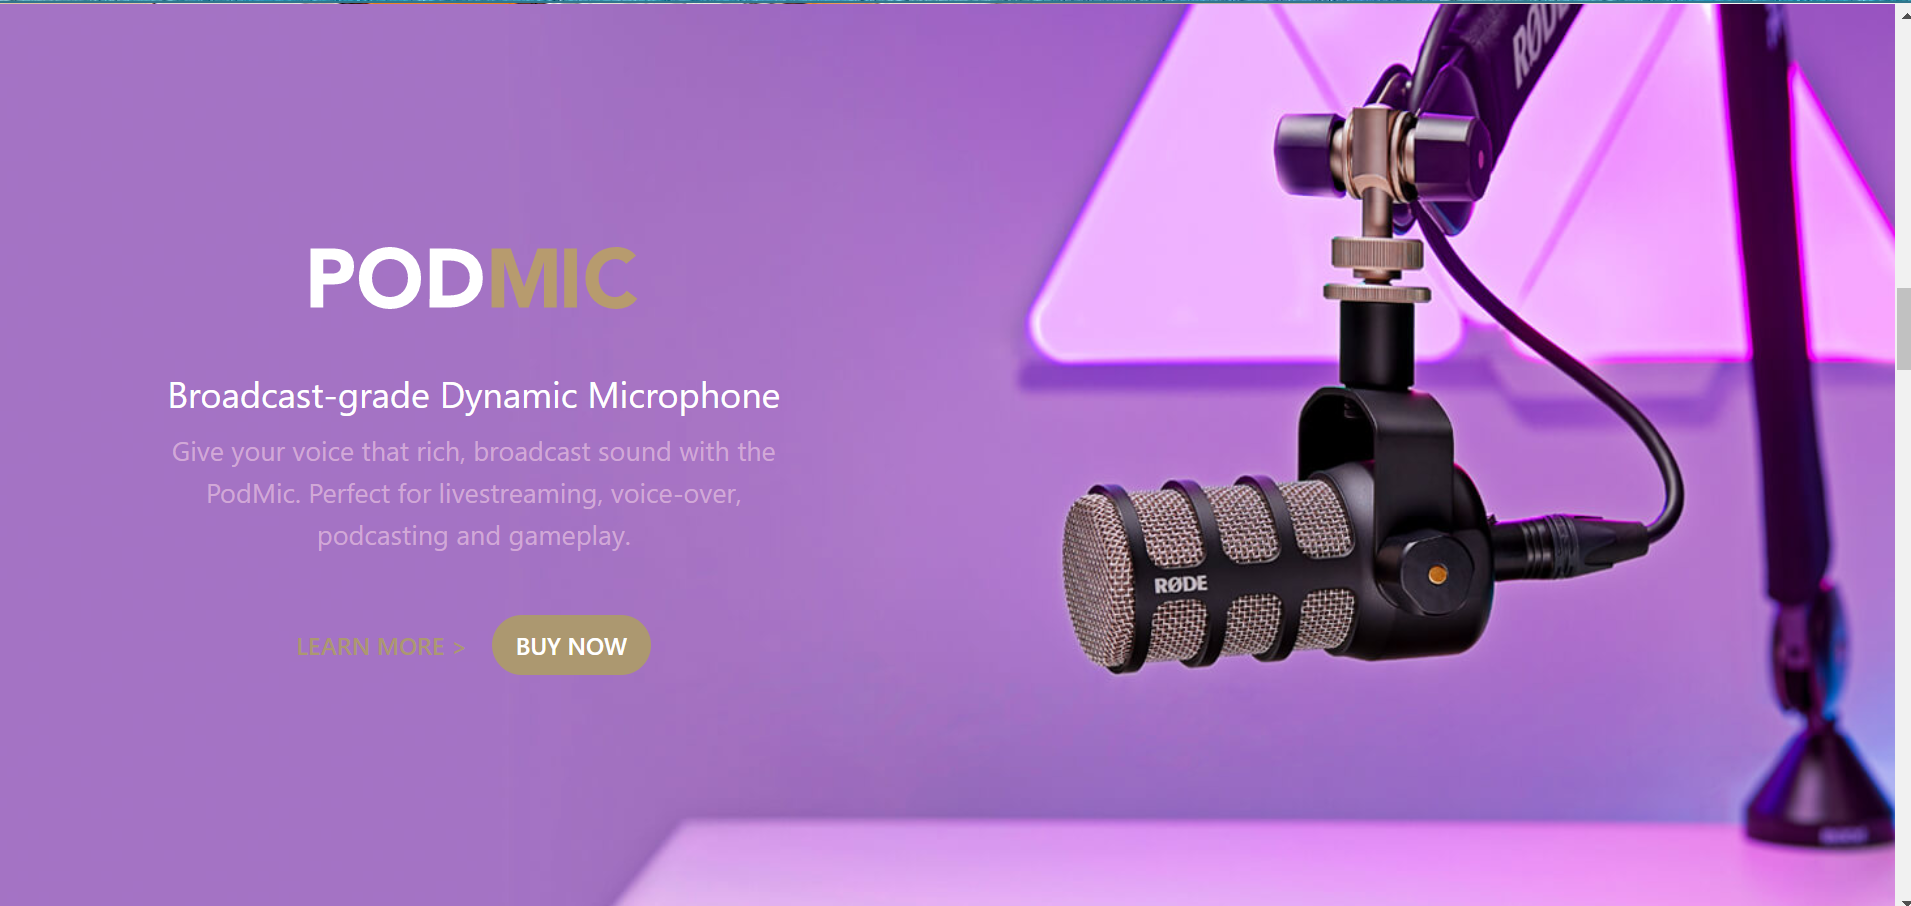 RØDE
PODMIC
Broadcast-grade Dynamic Microphone
Give your voice that rich, broadcast sound with the
PodMic. Perfect for livestreaming, voice-over,
podcasting and gameplay.
LEARN MORE > BUY NOW
RØDE